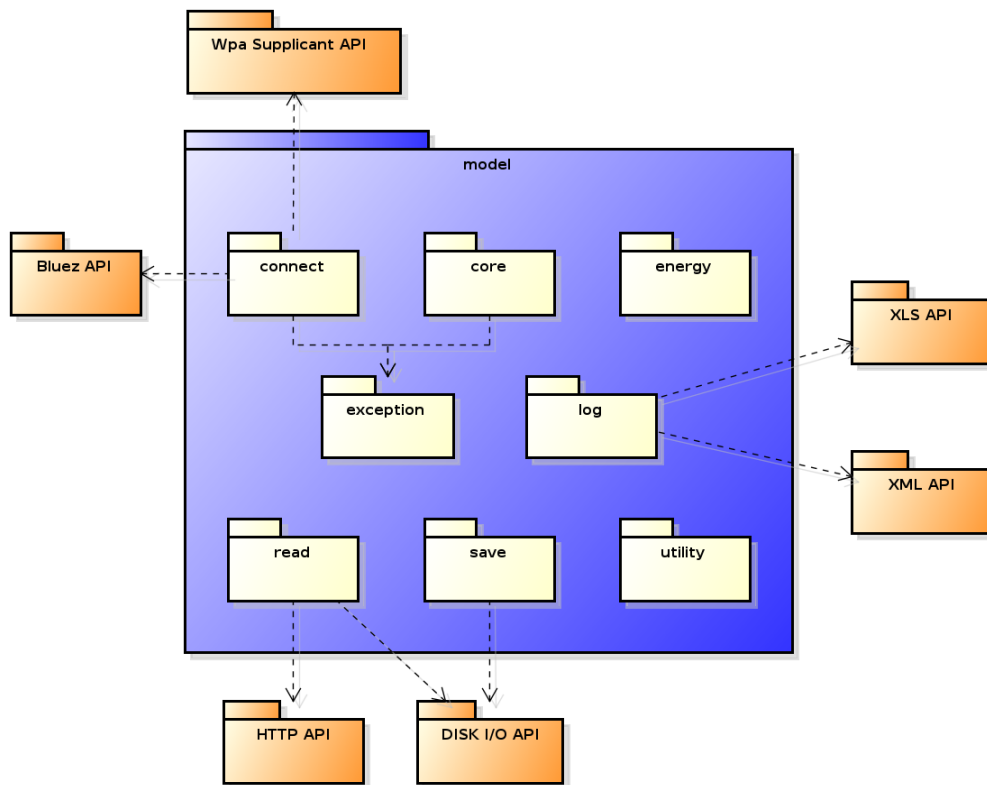 Wpa Supplicant API
model
Bluez API
connect
core
energy
XLS API
exception
log
XML API
read
save
utility
HTTP API
DISK I/O API